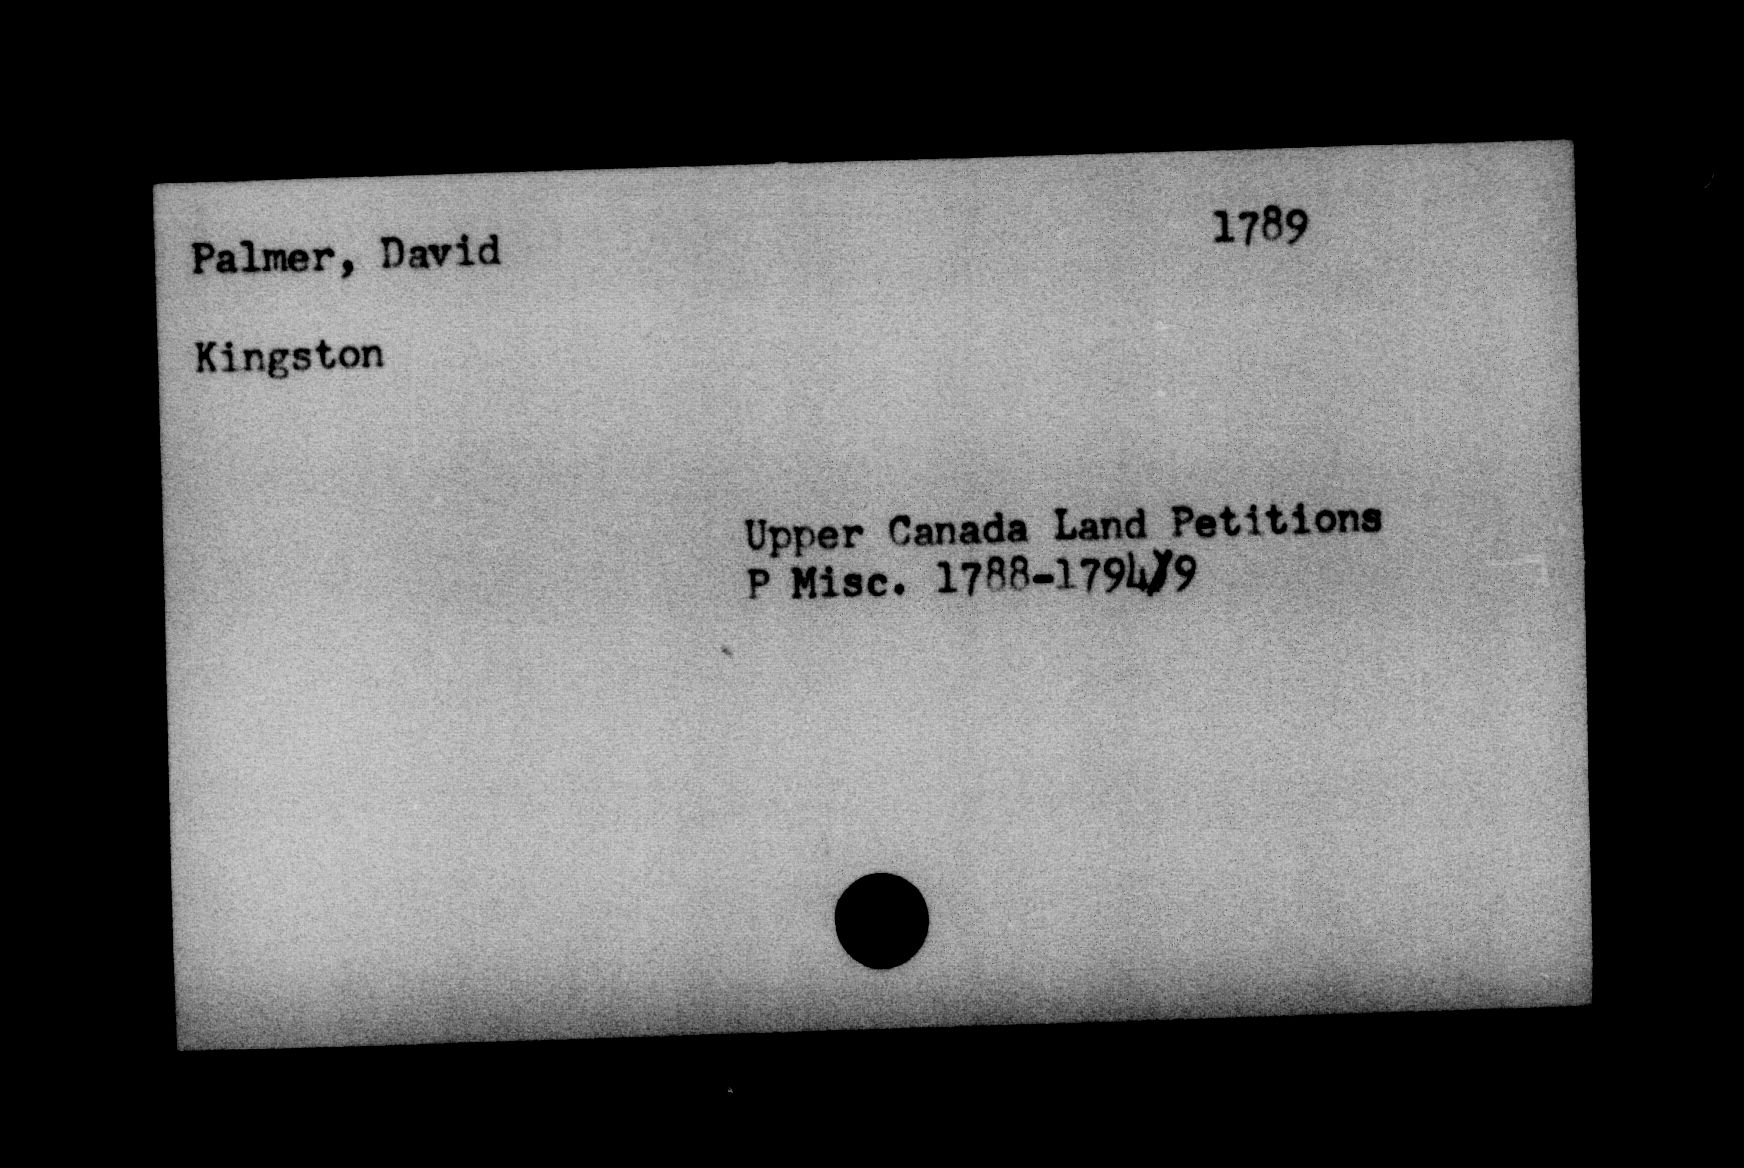 Palmer, David 1789
Kingston
Upper Canada Land Petitions
P Misc. 1788-1794/9